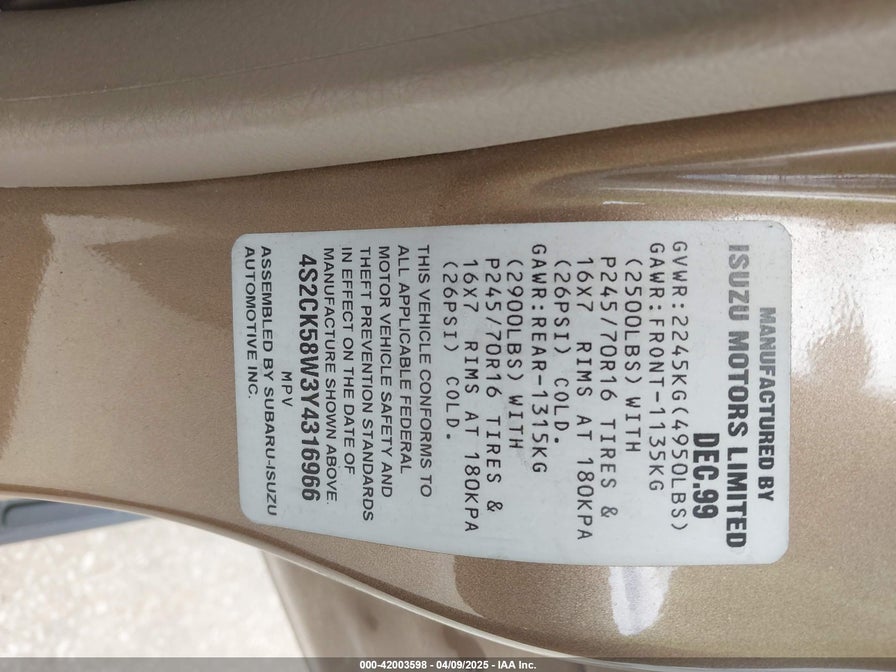 MANUFACTURED BY
ISUZU MOTORS LIMITED
DEC.99
GVWR:2245KG(4950LBS)
GAWR:FRONT-1135KG
(2500LBS)WITH
P245/70R16 TIRES &
16X7 RIMS AT 180KPA
(26PSI) COLD.
GAWR:REAR-1315KG
(2900LBS)WITH
P245/70R16 TIRES &
16X7 RIMS AT 180KPA
(26PSI) COLD.
THIS VEHICLE CONFORMS TO
ALL APPLICABLE FEDERAL
MOTOR VEHICLE SAFETY AND
THEFT PREVENTION STANDARDS
IN EFFECT ON THE DATE OF
MANUFACTURE SHOWN ABOVE.
4S2CK58W3Y4316966
MPV
ASSEMBLED BY SUBARU-ISUZU
AUTOMOTIVE INC.
000-42003598 - 04/09/2025 - IAA Inc.